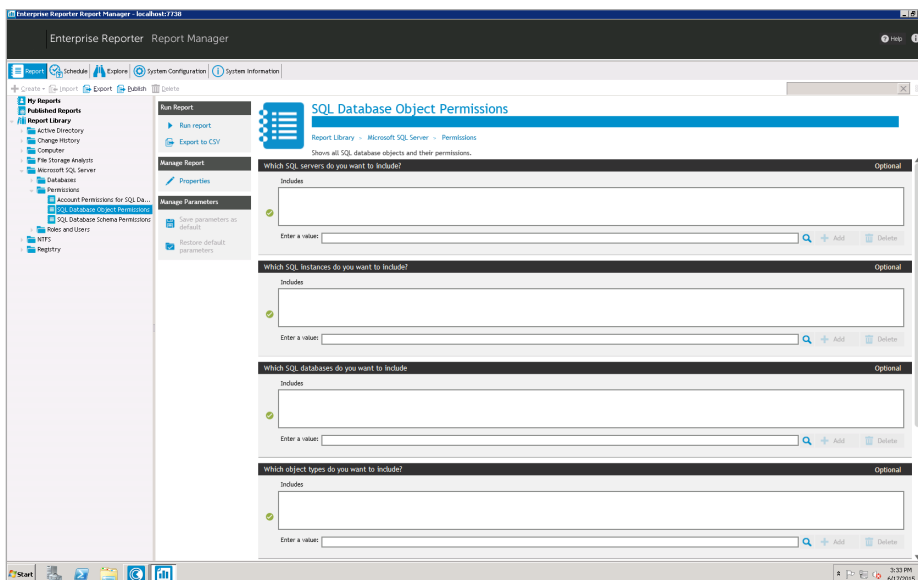 Enterprise Reporter Report Manager - localhost:7738
Enterprise Reporter Report Manager
Help
Report Schedule Explore System Configuration System Information
Create Import Export Publish Delete
My Reports
Published Reports
Report Library
Active Directory
Change History
Computer
File Storage Analysis
Microsoft SQL Server
Databases
Permissions
Account Permissions for SQL Da...
SQL Database Object Permissions
SQL Database Schema Permissions
Roles and Users
NTFS
Registry
Run Report
Run report
Export to CSV
Manage Report
Properties
Manage Parameters
Save parameters as
default
Restore default
parameters
SQL Database Object Permissions
Report Library - Microsoft SQL Server - Permissions
Shows all SQL database objects and their permissions.
Which SQL servers do you want to include? Optional
Includes
Enter a value: Add Delete
Which SQL instances do you want to include? Optional
Includes
Enter a value: Add Delete
Which SQL databases do you want to include Optional
Includes
Enter a value: Add Delete
Which object types do you want to include? Optional
Includes
Enter a value: Add Delete
Start
3:33 PM
6/17/2015